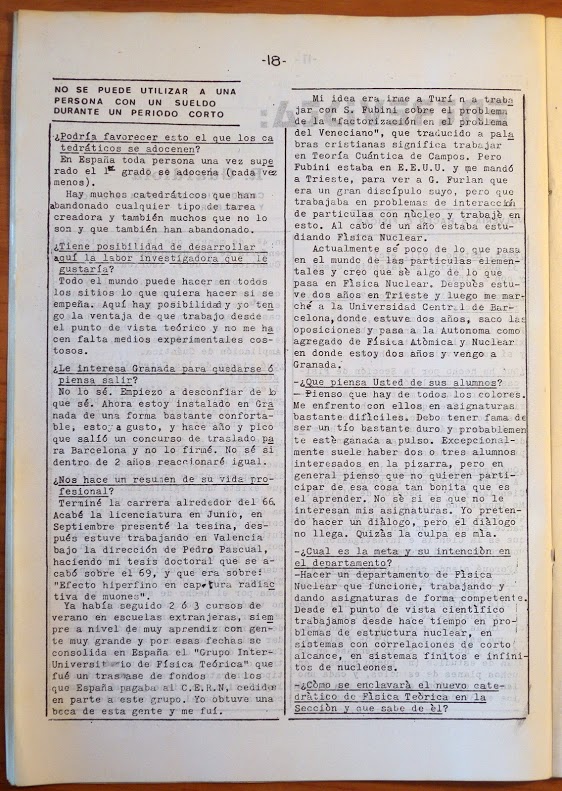 -18-
NO SE PUEDE UTILIZAR A UNA
PERSONA CON UN SUELDO
DURANTE UN PERIODO CORTO
¿Podría favorecer esto el que los ca
tedráticos se adocenen?
En España toda persona una vez supe
rado el 1er grado se adocena (cada vez
menos).
Hay muchos catedráticos que han
abandonado cualquier tipo de tarea
creadora y también muchos que no lo
son y que también han abandonado.
¿Tiene posibilidad de desarrollar
aquí la labor investigadora que le
gustaría?
Todo el mundo puede hacer en todos
los sitios lo que quiera hacer si se
empeña. Aquí hay posibilidad y yo ten
go la ventaja de que trabajo desde
el punto de vista teórico y no me ha
cen falta medios experimentales cos-
tosos.
¿Le interesa Granada para quedarse ó
piensa salir?
No lo sé. Empiezo a desconfiar de lo
que sé. Ahora estoy instalado en Gra
nada de una forma bastante conforta-
ble, estoy a gusto, y hace año y pico
que salió un concurso de traslado pa
ra Barcelona y no lo firmé. No sé si
dentro de 2 años reaccionaré igual.
¿Nos hace un resumen de su vida pro-
fesional?
Terminé la carrera alrededor del 66.
Acabé la licenciatura en Junio, en
Septiembre presenté la tesina, des-
pués estuve trabajando en Valencia
bajo la dirección de Pedro Pascual,
haciendo mi tesis doctoral que se a-
cabó sobre el 69, y que era sobre:
"Efecto hiperfino en captura radiac
tiva de muones".
Ya había seguido 2 ó 3 cursos de
verano en escuelas extranjeras, siem
pre a nivel de muy aprendiz con gen-
te muy grande y por esas fechas se
consolida en España el "Grupo Inter-
Universitario de Física Teórica" que
fué un trasvase de fondos de los
que España pagaba al C.E.R.N. cedidos
en parte a este grupo. Yo obtuve una
beca de esta gente y me fuí.
Mi idea era irme a Turín a traba
jar con S. Fubini sobre el problema
de la "factorización en el problema
del Veneciano", que traducido a pala
bras cristianas significa trabajar
en Teoría Cuántica de Campos. Pero
Fubini estaba en E.E.U.U. y me mandó
a Trieste, para ver a G. Furlan que
era un gran discípulo suyo, pero que
trabajaba en problemas de interacción
de particulas con núcleo y trabajé en
esto. Al cabo de un año estaba estu-
diando Física Nuclear.
Actualmente sé poco de lo que pasa
en el mundo de las partículas elemen-
tales y creo que sé algo de lo que
pasa en Física Nuclear. Después estu-
ve dos años en Trieste y luego me mar-
ché a la Universidad Central de Bar-
celona,donde estuve dos años, saco las
oposiciones y pasa a la Autonoma como
agregado de Física Atómica y Nuclear
en donde estoy dos años y vengo a
Granada.
-¿Que piensa Usted de sus alumnos?
- Pienso que hay de todos los colores.
Me enfrento con ellos en asignaturas
bastante difíciles. Debo tener fama de
ser un tío bastante duro y probablemen
te esté ganada a pulso. Excepcional-
mente suele haber dos o tres alumnos
interesados en la pizarra, pero en
general pienso que no quieren parti-
cipar de esa cosa tan bonita que es
el aprender. No sé si es que no le
interesan mis asignaturas. Yo preten-
do hacer un diálogo, pero el diálogo
no llega. Quizás la culpa es mía.
-¿Cual es la meta y su intención en
el departamento?
-Hacer un departamento de Física
Nuclear que funcione, trabajando y
dando asignaturas de forma competente.
Desde el punto de vista científico
trabajamos desde hace tiempo en pro-
blemas de estructura nuclear, en
sistemas con correlaciones de corto
alcance, en sistemas finitos e infini-
tos de nucleones.
-¿Cómo se enclavaré el nuevo cate-
drático de Física Teórica en la
Sección y que sabe de él?